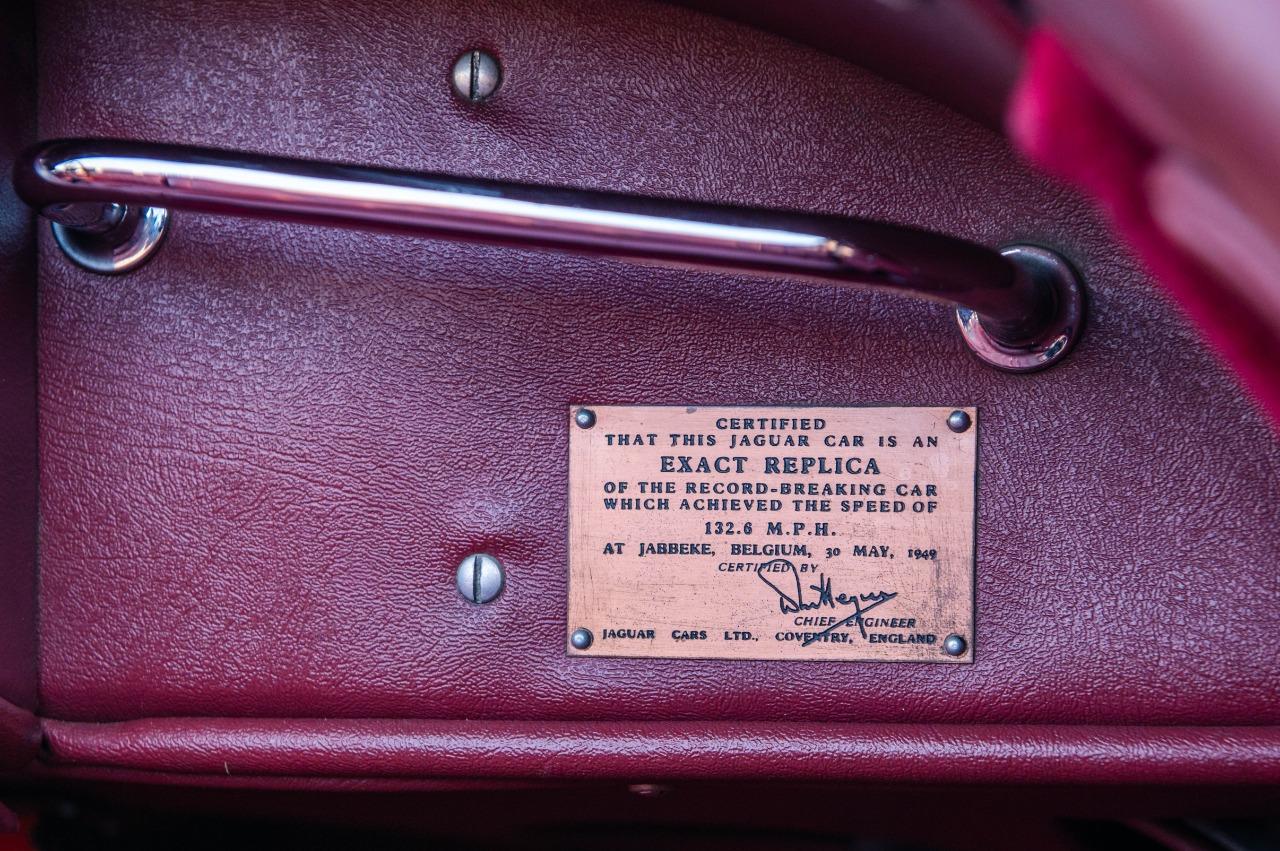 CERTIFIED
THAT THIS JAGUAR CAR IS AN
EXACT REPLICA
OF THE RECORD-BREAKING CAR
WHICH ACHIEVED THE SPEED OF
132.6 M.P.H.
AT JABBEKE, BELGIUM, 30 MAY, 1949
CERTIFIED BY
CHIEF ENGINEER
JAGUAR CARS LTD., COVENTRY, ENGLAND